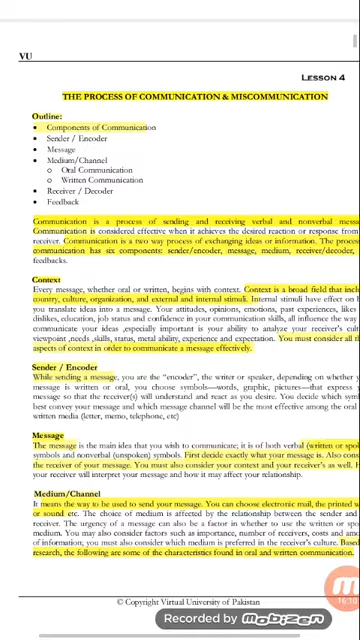 VU
LESSON 4
THE PROCESS OF COMMUNICATION & MISCOMMUNICATION
Outline:
• Components of Communication
• Sender / Encoder
• Message
• Medium/Channel
o Oral Communication
o Written Communication
• Receiver / Decoder
• Feedback
Communication is a process of sending and receiving verbal and nonverbal messa
Communication is considered effective when it achieves the desired reaction or response from
receiver. Communication is a two way process of exchanging ideas or information. The process
communication has six components: sender/encoder, message, medium, receiver/decoder,
feedbacks.
Context
Every message, whether oral or written, begins with context. Context is a broad field that includ
country, culture, organization, and external and internal stimuli. Internal stimuli have effect on h
you translate ideas into a message. Your attitudes, opinions, emotions, past experiences, likes
dislikes, education, job status and confidence in your communication skills, all influence the way
communicate your ideas ,especially important is your ability to analyze your receiver's cult
viewpoint ,needs ,skills, status, metal ability, experience and expectation. You must consider all th
aspects of context in order to communicate a message effectively.
Sender / Encoder
While sending a message, you are the "encoder", the writer or speaker, depending on whether y
message is written or oral, you choose symbols—words, graphic, pictures—that express y
message so that the receiver(s) will understand and react as you desire. You decide which symb
best convey your message and which message channel will be the most effective among the oral
written media (letter, memo, telephone, etc)
Message
The message is the main idea that you wish to communicate; it is of both verbal (written or spok
symbols and nonverbal (unspoken) symbols. First decide exactly what your message is. Also cons
the receiver of your message. You must also consider your context and your receiver's as well. H
your receiver will interpret your message and how it may affect your relationship.
Medium/Channel
It means the way to be used to send your message. You can choose electronic mail, the printed w
or sound etc. The choice of medium is affected by the relationship between the sender and
receiver. The urgency of a message can also be a factor in whether to use the written or spo
medium. You may also consider factors such as importance, number of receivers, costs and amo
of information; you must also consider which medium is preferred in the receiver's culture. Based
research, the following are some of the characteristics found in oral and written communication.
M
16:10
© Copyright Virtual University of Pakistan
Recorded by mobizen